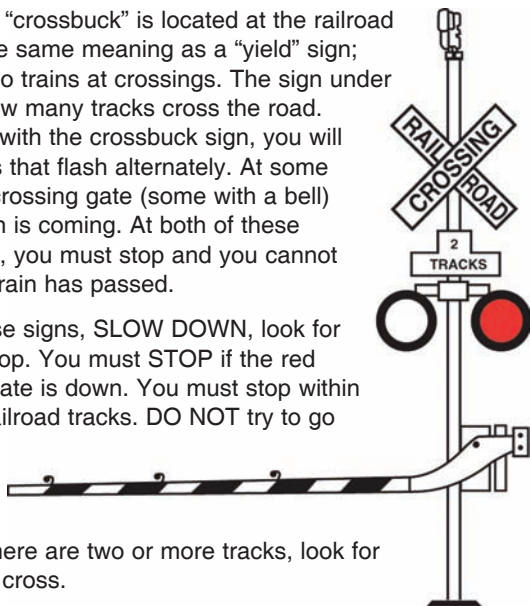 “crossbuck” is located at the railroad
e same meaning as a “yield” sign;
o trains at crossings. The sign under
w many tracks cross the road.
with the crossbuck sign, you will
s that flash alternately. At some
crossing gate (some with a bell)
n is coming. At both of these
, you must stop and you cannot
rain has passed.
se signs, SLOW DOWN, look for
op. You must STOP if the red
ate is down. You must stop within
ailroad tracks. DO NOT try to go
here are two or more tracks, look for
cross.
RAIL ROAD
CROSSING
2
TRACKS